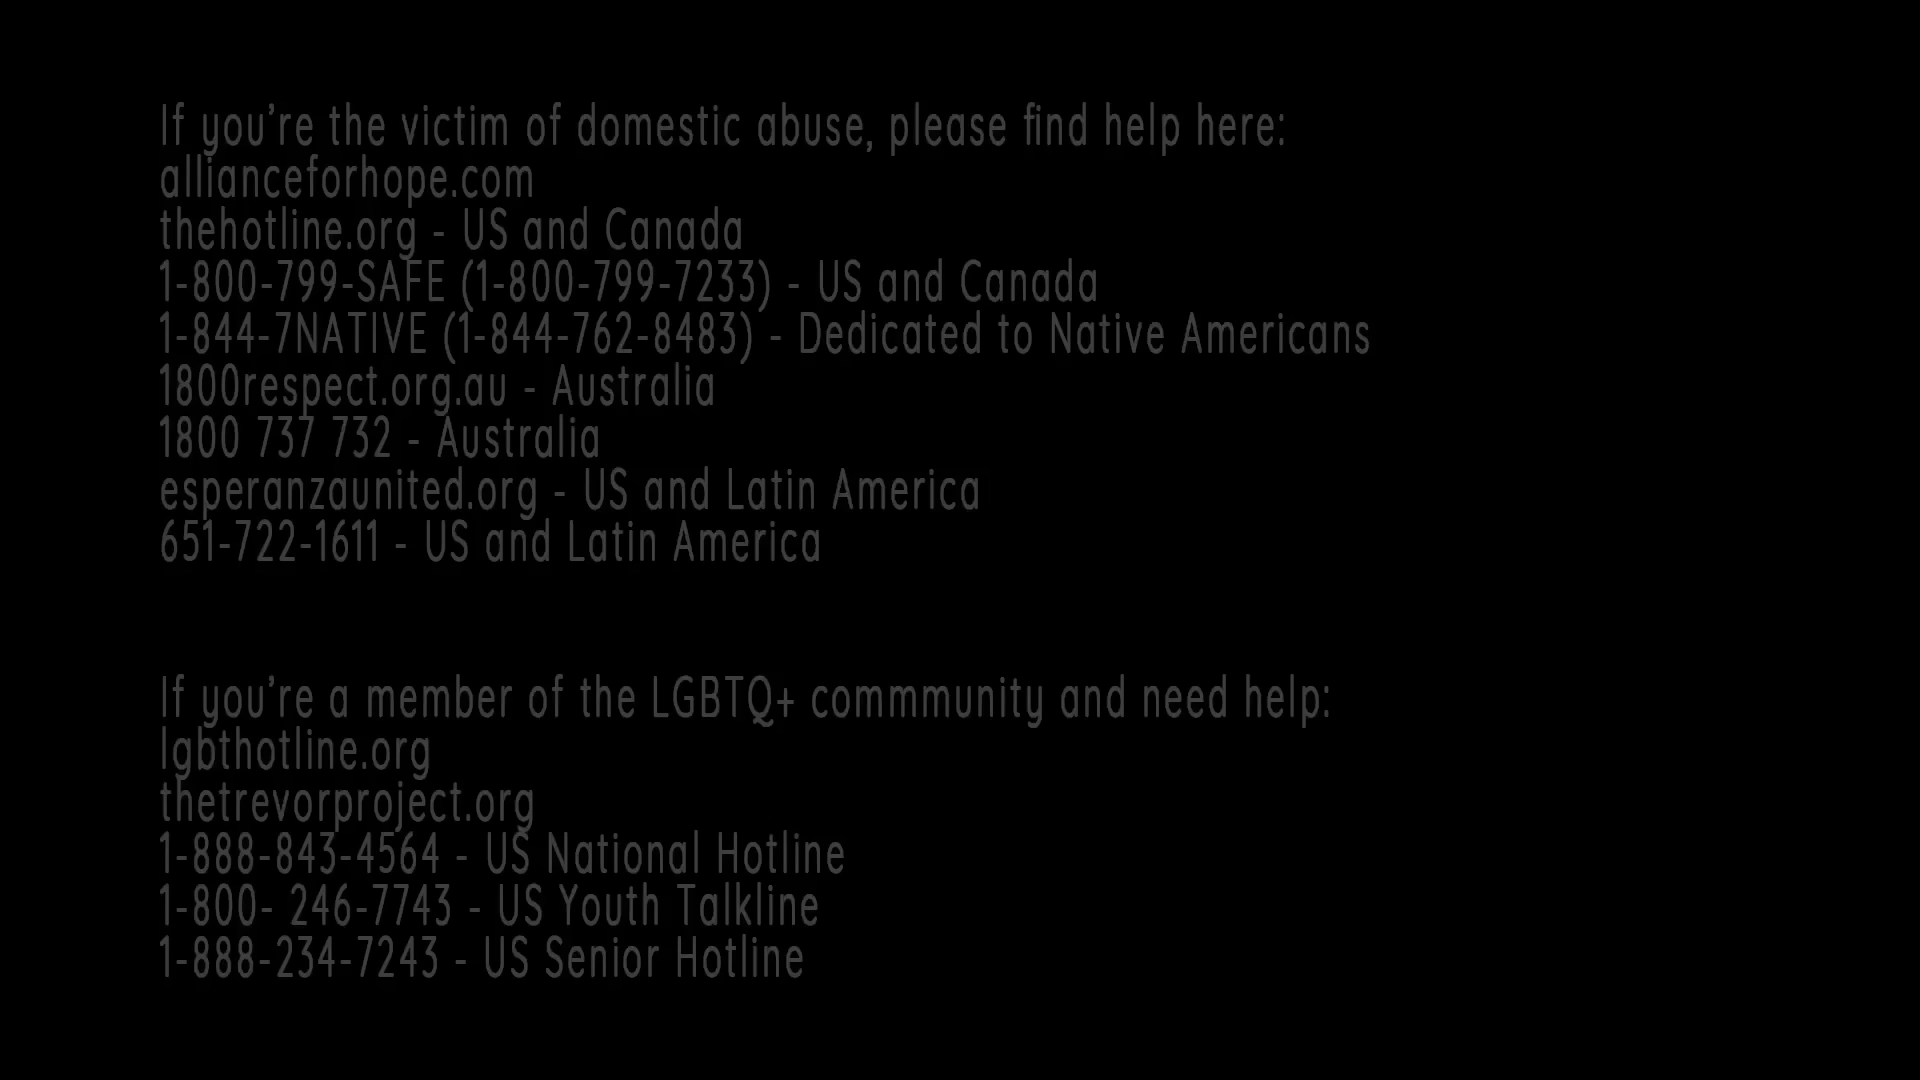 If you’re the victim of domestic abuse, please find help here:
allianceforhope.com
thehotline.org - US and Canada
1-800-799-SAFE (1-800-799-7233) - US and Canada
1-844-7NATIVE (1-844-762-8483) - Dedicated to Native Americans
1800respect.org.au - Australia
1800 737 732 - Australia
esperanzaunited.org - US and Latin America
651-722-1611 - US and Latin America
If you’re a member of the LGBTQ+ commmunity and need help:
lgbthotline.org
thetrevorproject.org
1-888-843-4564 - US National Hotline
1-800- 246-7743 - US Youth Talkline
1-888-234-7243 - US Senior Hotline